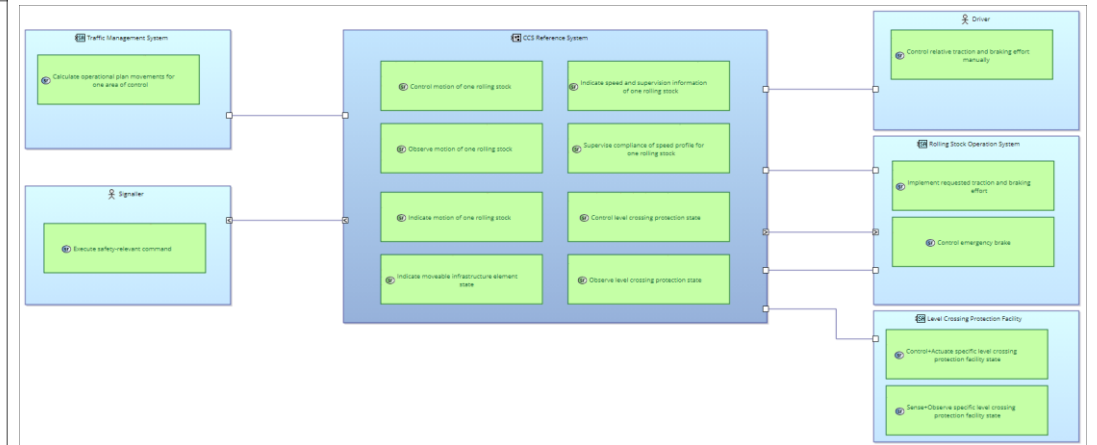 Traffic Management System
Calculate operational plan movements for
one area of control
Signaller
Execute safety-relevant command
CCS Reference System
Control motion of one rolling stock
Indicate speed and supervision information
of one rolling stock
Observe motion of one rolling stock
Supervise compliance of speed profile for
one rolling stock
Indicate motion of one rolling stock
Control level crossing protection state
Indicate moveable infrastructure element
state
Observe level crossing protection state
Driver
Control relative traction and braking effort
manually
Rolling Stock Operation System
Implement requested traction and braking
effort
Control emergency brake
Level Crossing Protection Facility
Control+Actuate specific level crossing
protection facility state
Sense+Observe specific level crossing
protection facility state